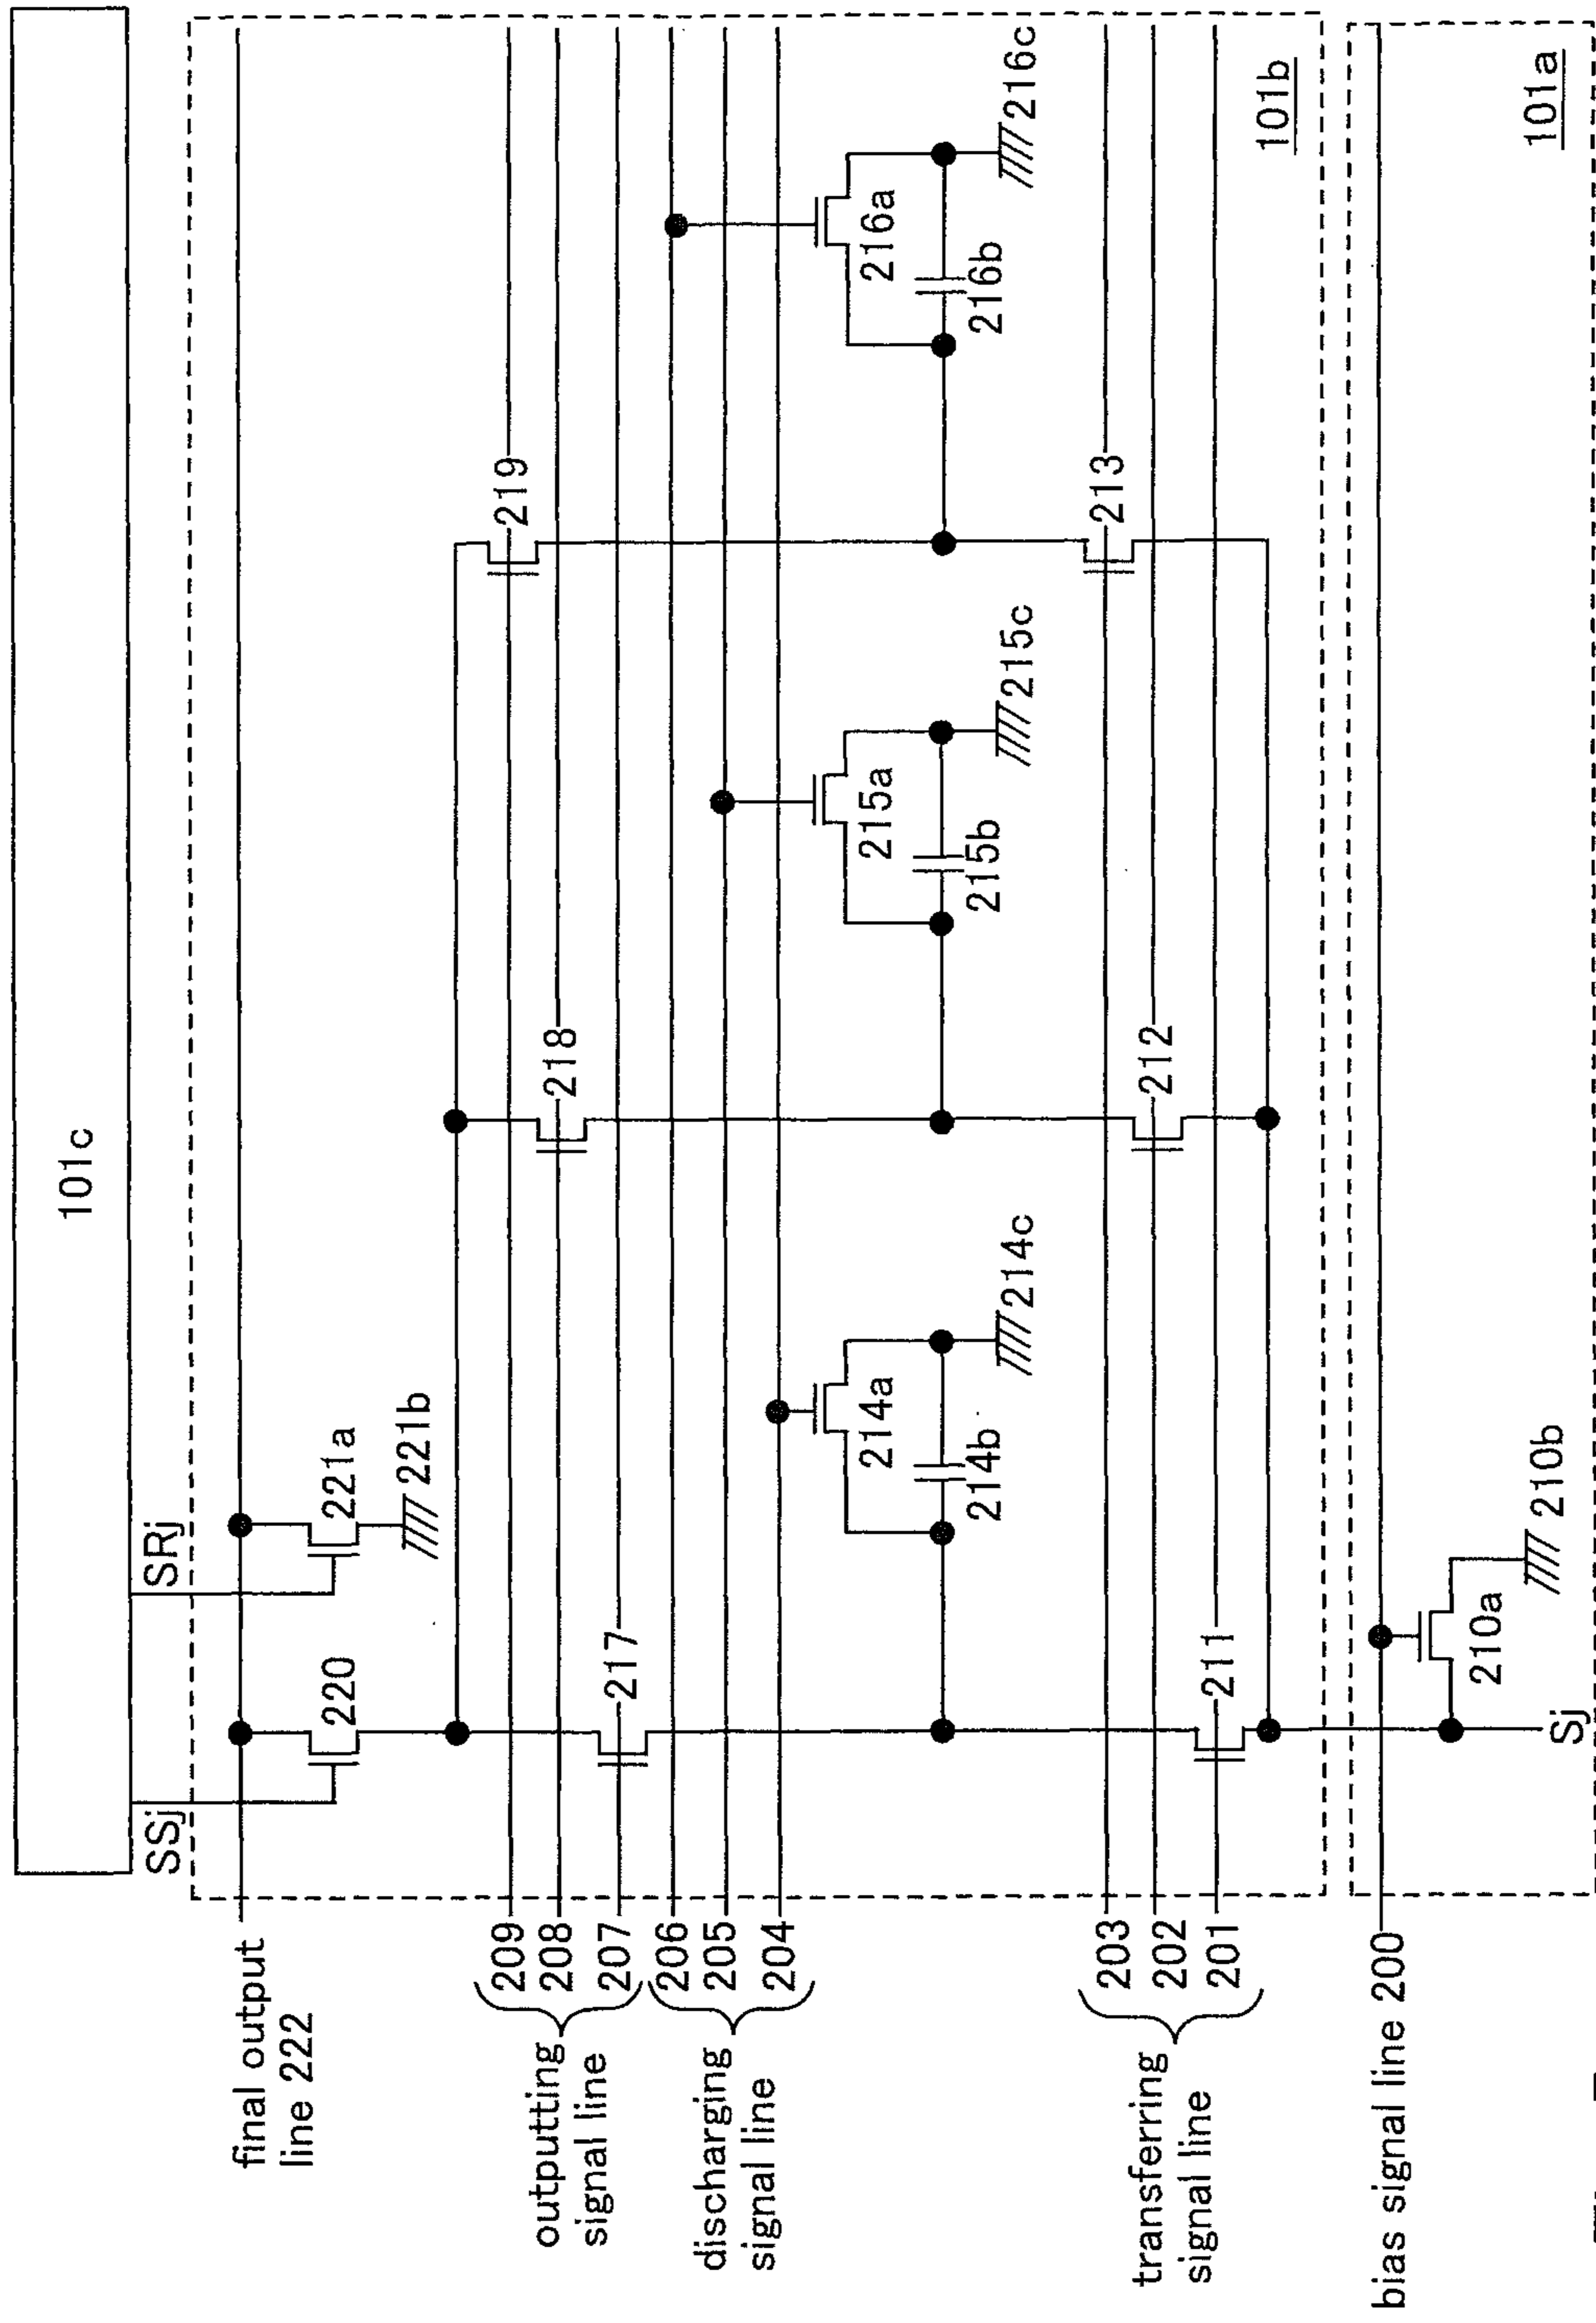 101c
SSj
SRj
final output
line 222
220
221a
221b
209
208
207
outputting
signal line
219
218
217
206
205
204
discharging
signal line
214a
214b
214c
215a
215b
215c
216a
216b
216c
203
202
201
transferring
signal line
213
212
211
101b
bias signal line 200
210a
210b
Sj
101a